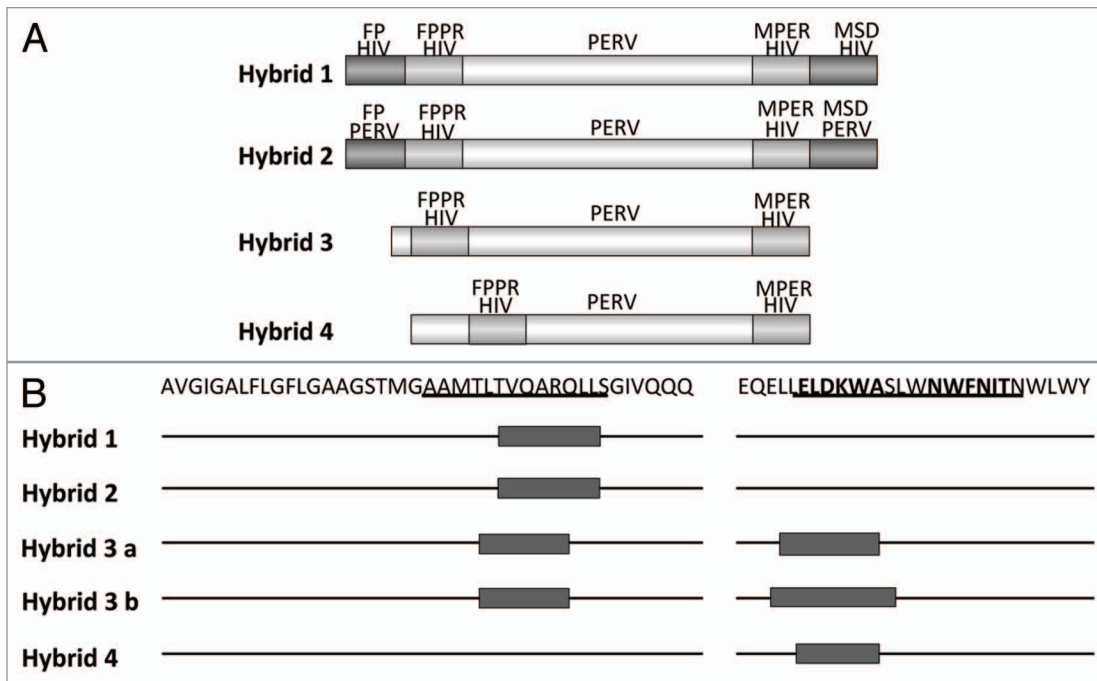 A
FP FPPR PERV MPER MSD
HIV HIV HIV HIV
Hybrid 1
FP FPPR PERV MPER MSD
PERV HIV HIV PERV
Hybrid 2
FPPR PERV MPER
HIV HIV
Hybrid 3
FPPR PERV MPER
HIV HIV
Hybrid 4
B
AVGIGALFLGFLGAAGSTMGAAMTLTVQARQLLSGIVQQQ EQELLELDKWASLWNWFNITNWLWY
Hybrid 1
Hybrid 2
Hybrid 3 a
Hybrid 3 b
Hybrid 4